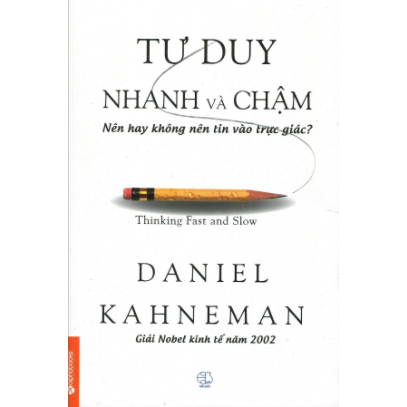 TƯ DUY
NHANH VÀ CHẬM
Nên hay không nên tin vào trực giác?
Thinking Fast and Slow
DANIEL
KAHNEMAN
Giải Nobel kinh tế năm 2002